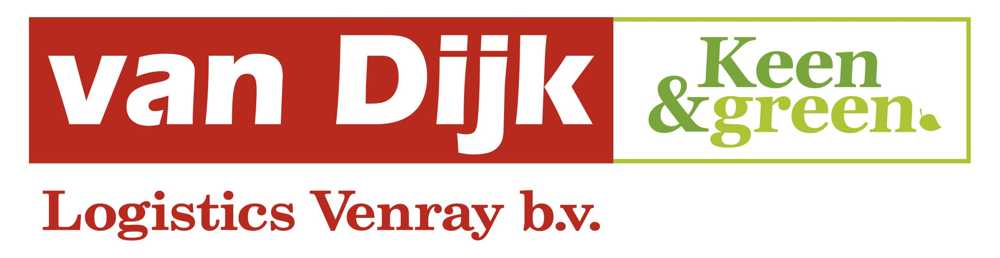 van Dijk
Keen
&green
Logistics Venray b.v.